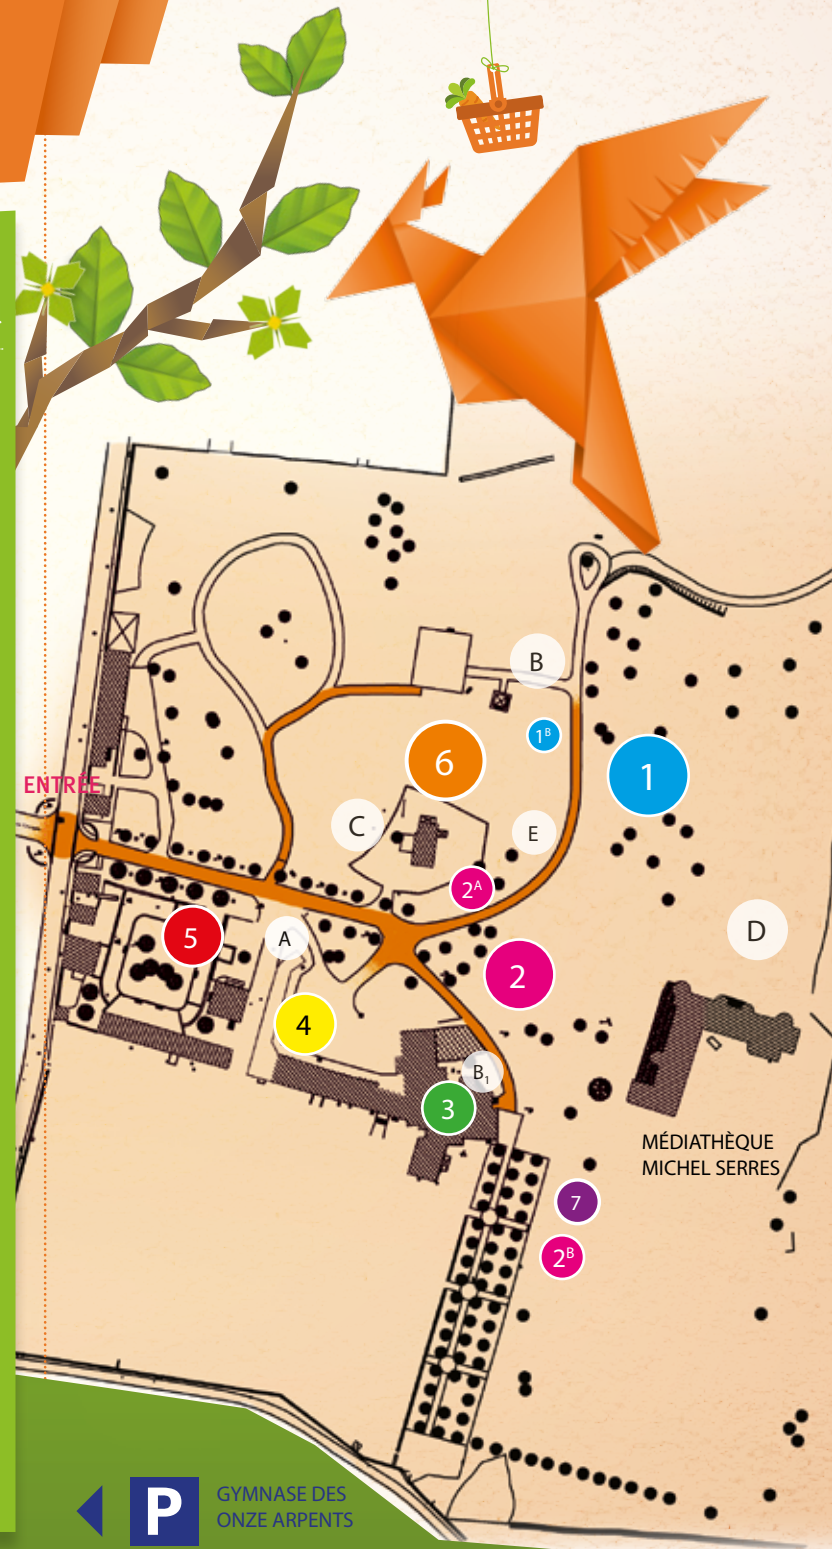 B
1ᴮ
6
1
ENTRÉE
C
E
2ᴬ
D
5
A
2
4
B₁
3
MÉDIATHÈQUE
MICHEL SERRES
7
2ᴮ
P
GYMNASE DES
ONZE ARPENTS